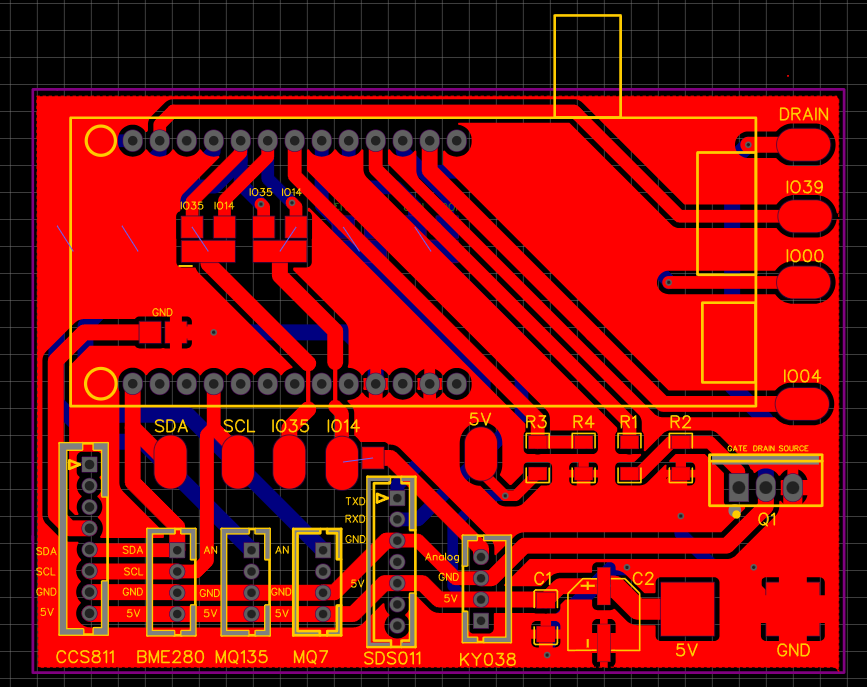 DRAIN
IO39
IO35 IO14
IO35 IO14
IO00
GND
IO04
SDA SCL IO35 IO14
5V
R3 R4 R1 R2
GATE DRAIN SOURCE
TXD
RXD
GND
5V
Q1
SDA
SCL
GND
5V
SDA
SCL
GND
5V
AN
GND
5V
AN
GND
5V
Analog
GND
5V
C1
+
C2
-
5V
GND
CCS811 BME280 MQ135 MQ7 SDS011 KY038